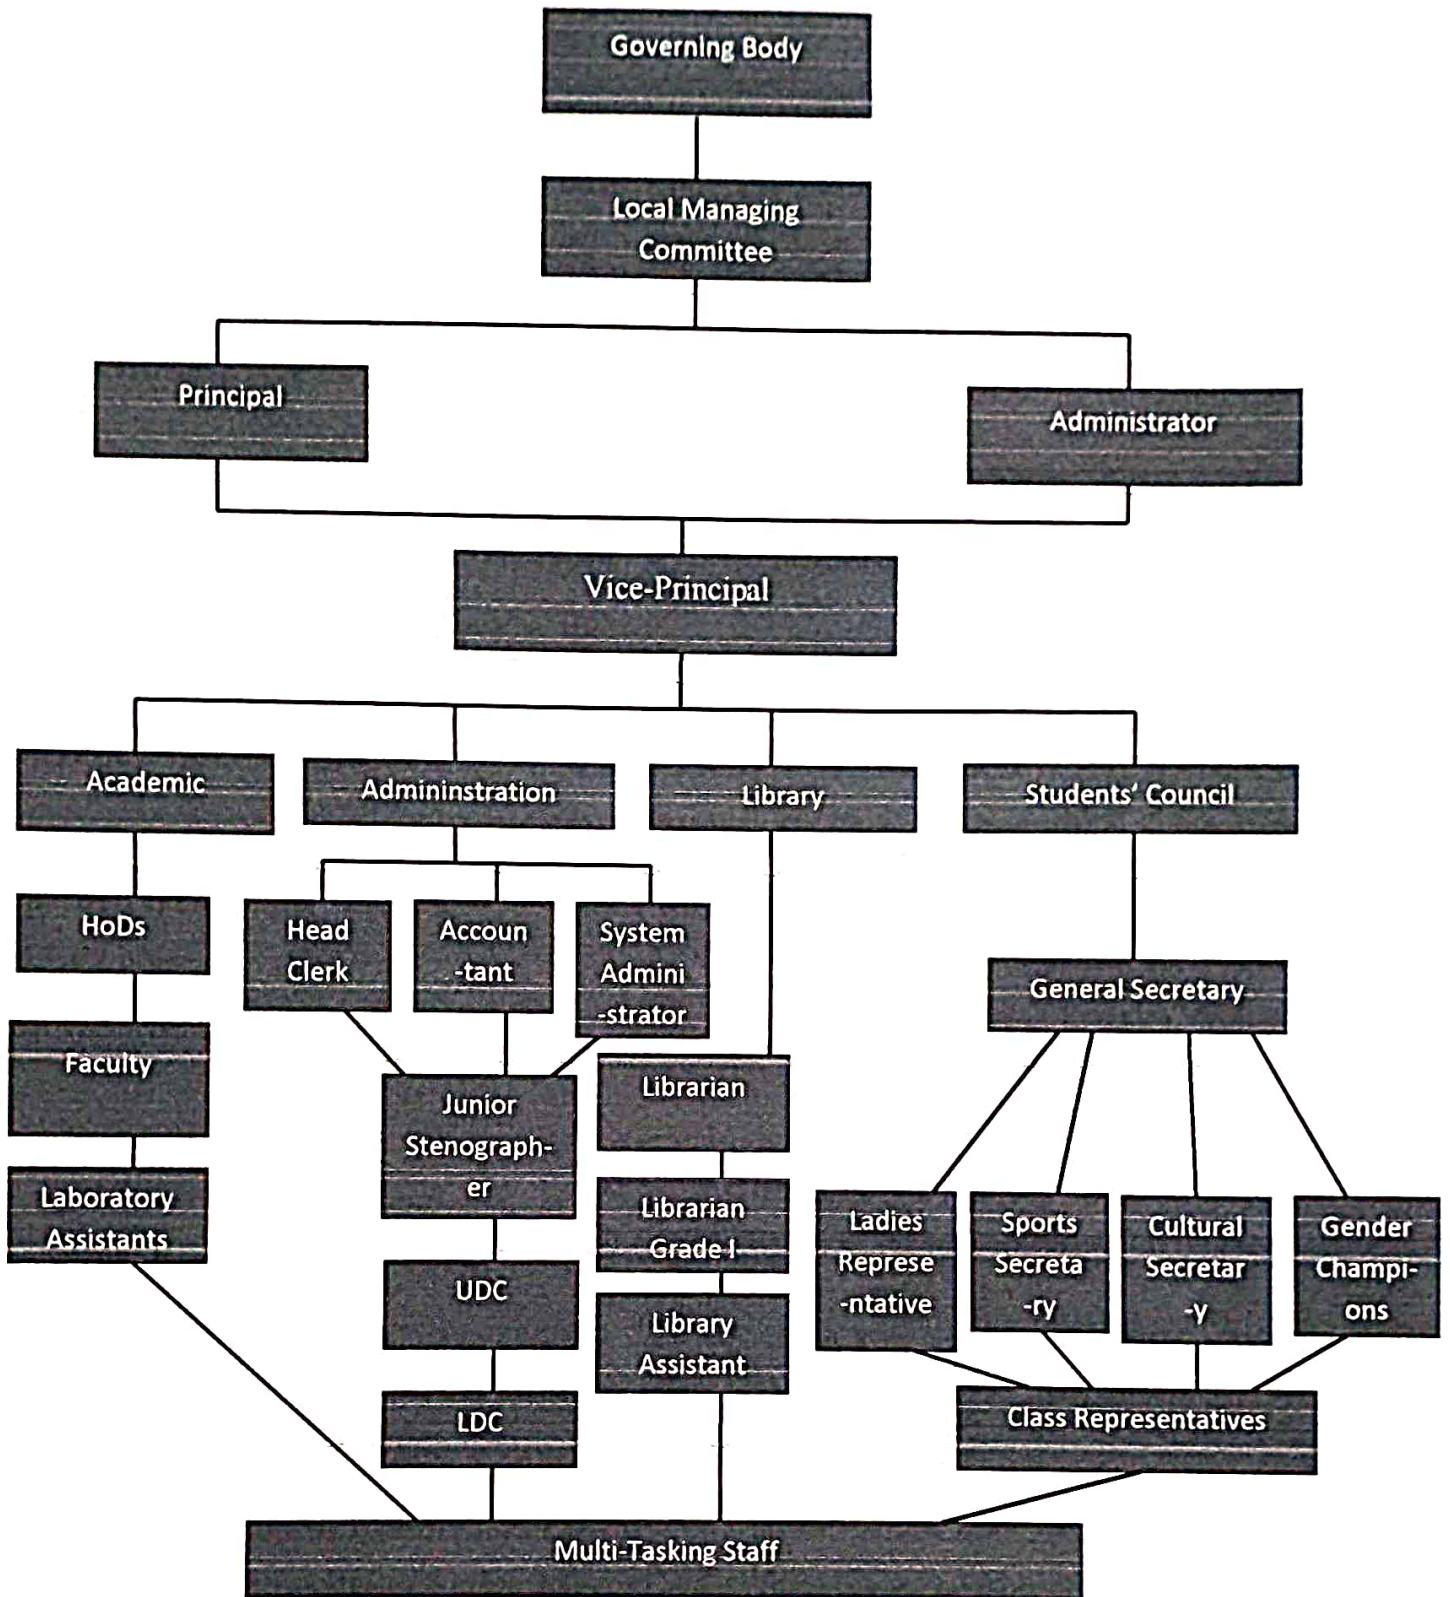 Governing Body
Local Managing
Committee
Principal
Administrator
Vice-Principal
Academic
Admininstration
Library
Students' Council
HoDs
Head
Clerk
Accoun
-tant
System
Admini
-strator
General Secretary
Faculty
Junior
Stenograph-
er
Librarian
Laboratory
Assistants
Librarian
Grade I
Ladies
Represe
-ntative
Sports
Secreta
-ry
Cultural
Secretar
-y
Gender
Champi-
ons
UDC
Library
Assistant
LDC
Class Representatives
Multi-Tasking Staff